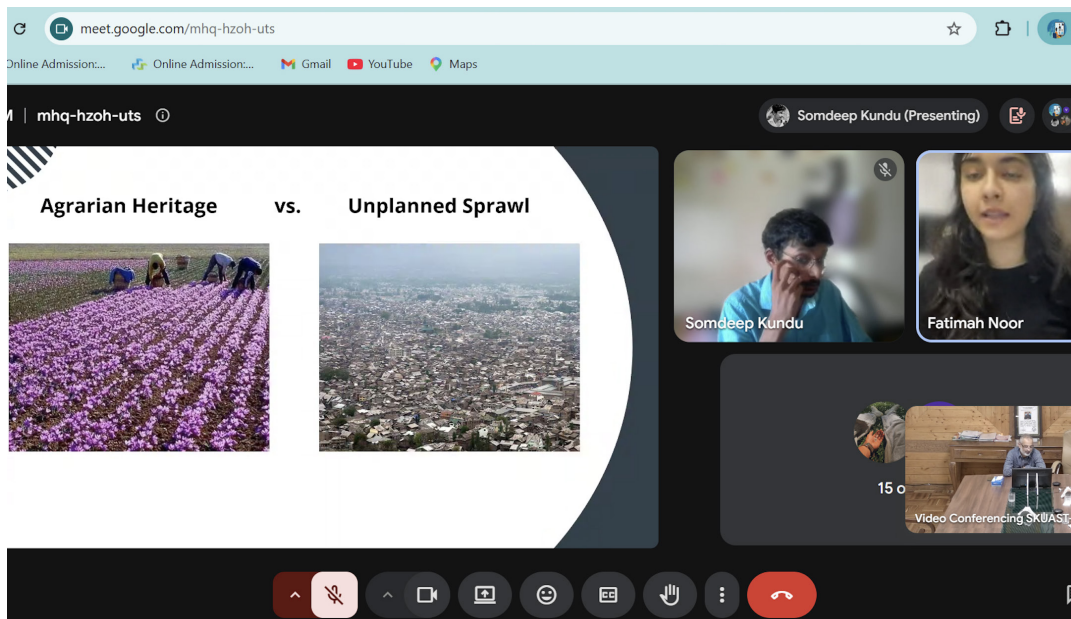 meet.google.com/mhq-hzoh-uts
Online Admission:...
Online Admission:...
Gmail
YouTube
Maps
M | mhq-hzoh-uts
Somdeep Kundu (Presenting)
Agrarian Heritage vs. Unplanned Sprawl
Somdeep Kundu
Fatimah Noor
15 o
Video Conferencing SKUAST-
CC